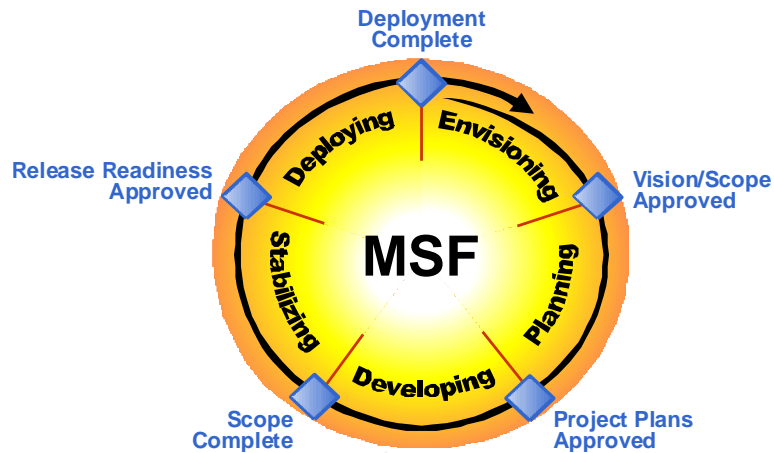 Deployment
Complete
Deploying
Envisioning
Release Readiness
Approved
Vision/Scope
Approved
MSF
Stabilizing
Planning
Developing
Scope
Complete
Project Plans
Approved